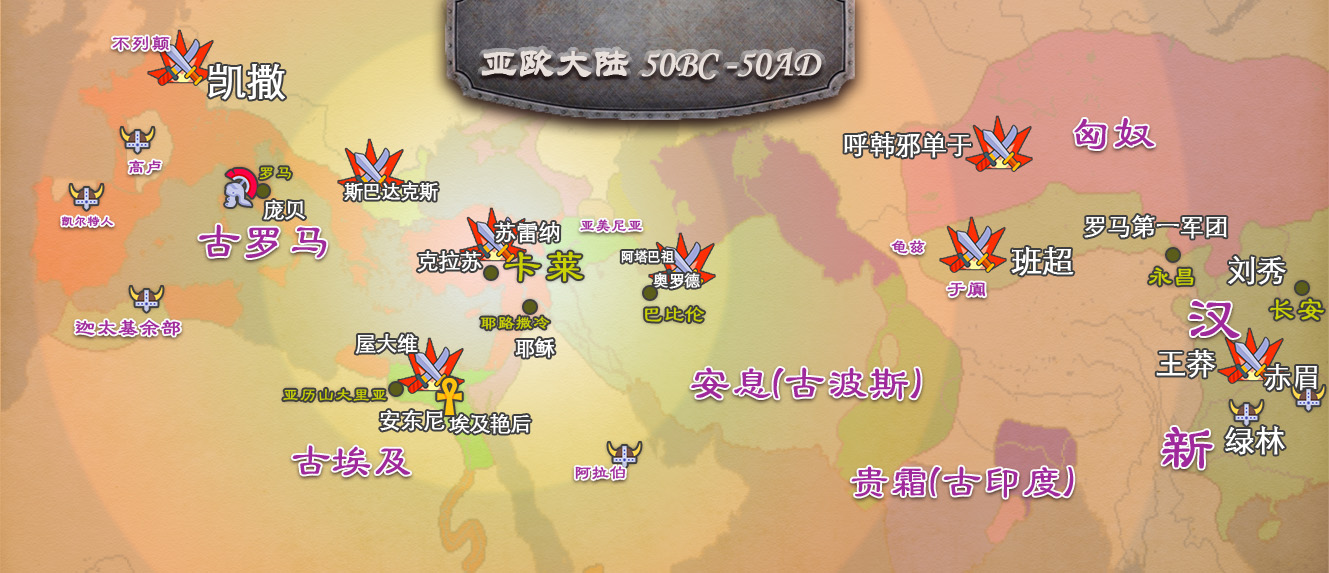 亚欧大陆 50BC-50AD
不列颠
凯撒
高卢
凯尔特人
罗马
庞贝
古罗马
斯巴达克斯
迦太基余部
苏雷纳
克拉苏
卡莱
亚美尼亚
阿塔巴祖
奥罗德
巴比伦
耶路撒冷
耶稣
屋大维
亚历山大里亚
安东尼
埃及艳后
古埃及
阿拉伯
安息(古波斯)
贵霜(古印度)
呼韩邪单于
匈奴
龟兹
班超
于阗
罗马第一军团
永昌
刘秀
长安
汉
王莽
赤眉
新
绿林